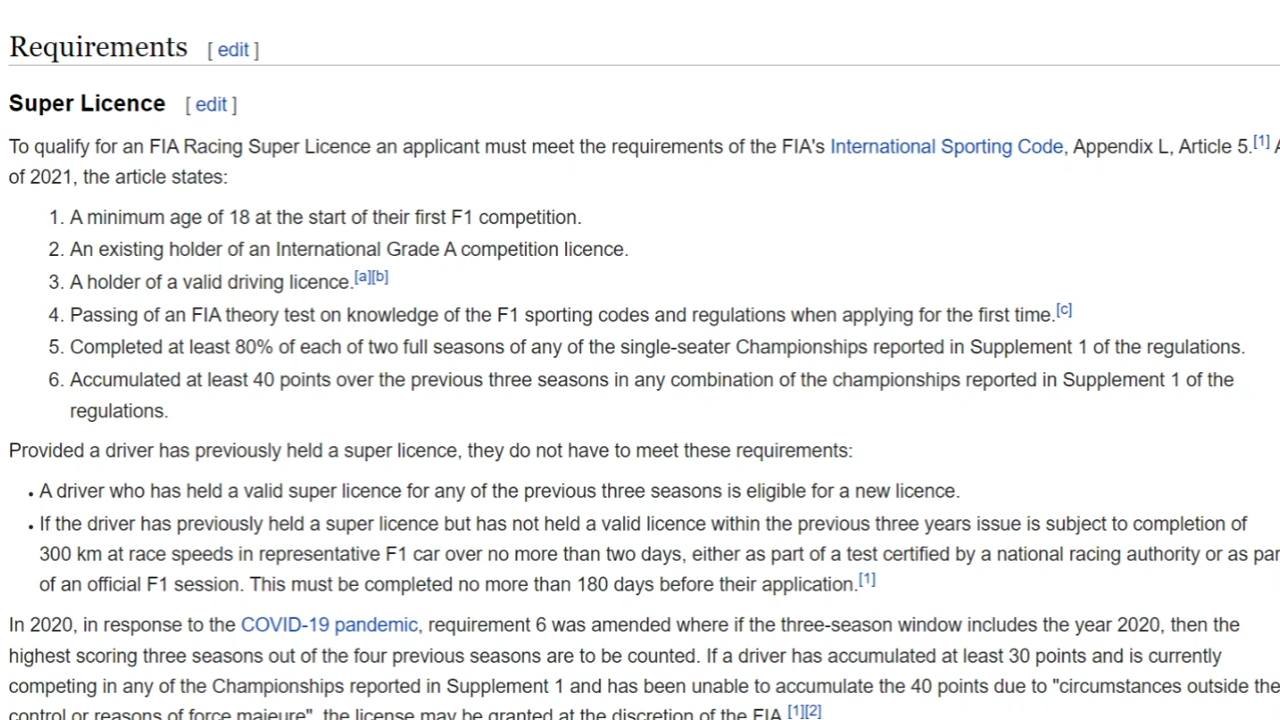 Requirements [ edit ]
Super Licence [ edit ]
To qualify for an FIA Racing Super Licence an applicant must meet the requirements of the FIA's International Sporting Code, Appendix L, Article 5.[1]
of 2021, the article states:
1. A minimum age of 18 at the start of their first F1 competition.
2. An existing holder of an International Grade A competition licence.
3. A holder of a valid driving licence.[a][b]
4. Passing of an FIA theory test on knowledge of the F1 sporting codes and regulations when applying for the first time.[c]
5. Completed at least 80% of each of two full seasons of any of the single-seater Championships reported in Supplement 1 of the regulations.
6. Accumulated at least 40 points over the previous three seasons in any combination of the championships reported in Supplement 1 of the
regulations.
Provided a driver has previously held a super licence, they do not have to meet these requirements:
• A driver who has held a valid super licence for any of the previous three seasons is eligible for a new licence.
• If the driver has previously held a super licence but has not held a valid licence within the previous three years issue is subject to completion of
300 km at race speeds in representative F1 car over no more than two days, either as part of a test certified by a national racing authority or as par
of an official F1 session. This must be completed no more than 180 days before their application.[1]
In 2020, in response to the COVID-19 pandemic, requirement 6 was amended where if the three-season window includes the year 2020, then the
highest scoring three seasons out of the four previous seasons are to be counted. If a driver has accumulated at least 30 points and is currently
competing in any of the Championships reported in Supplement 1 and has been unable to accumulate the 40 points due to "circumstances outside the
control or reasons of force majeure", the license may be granted at the discretion of the FIA.[1][2]